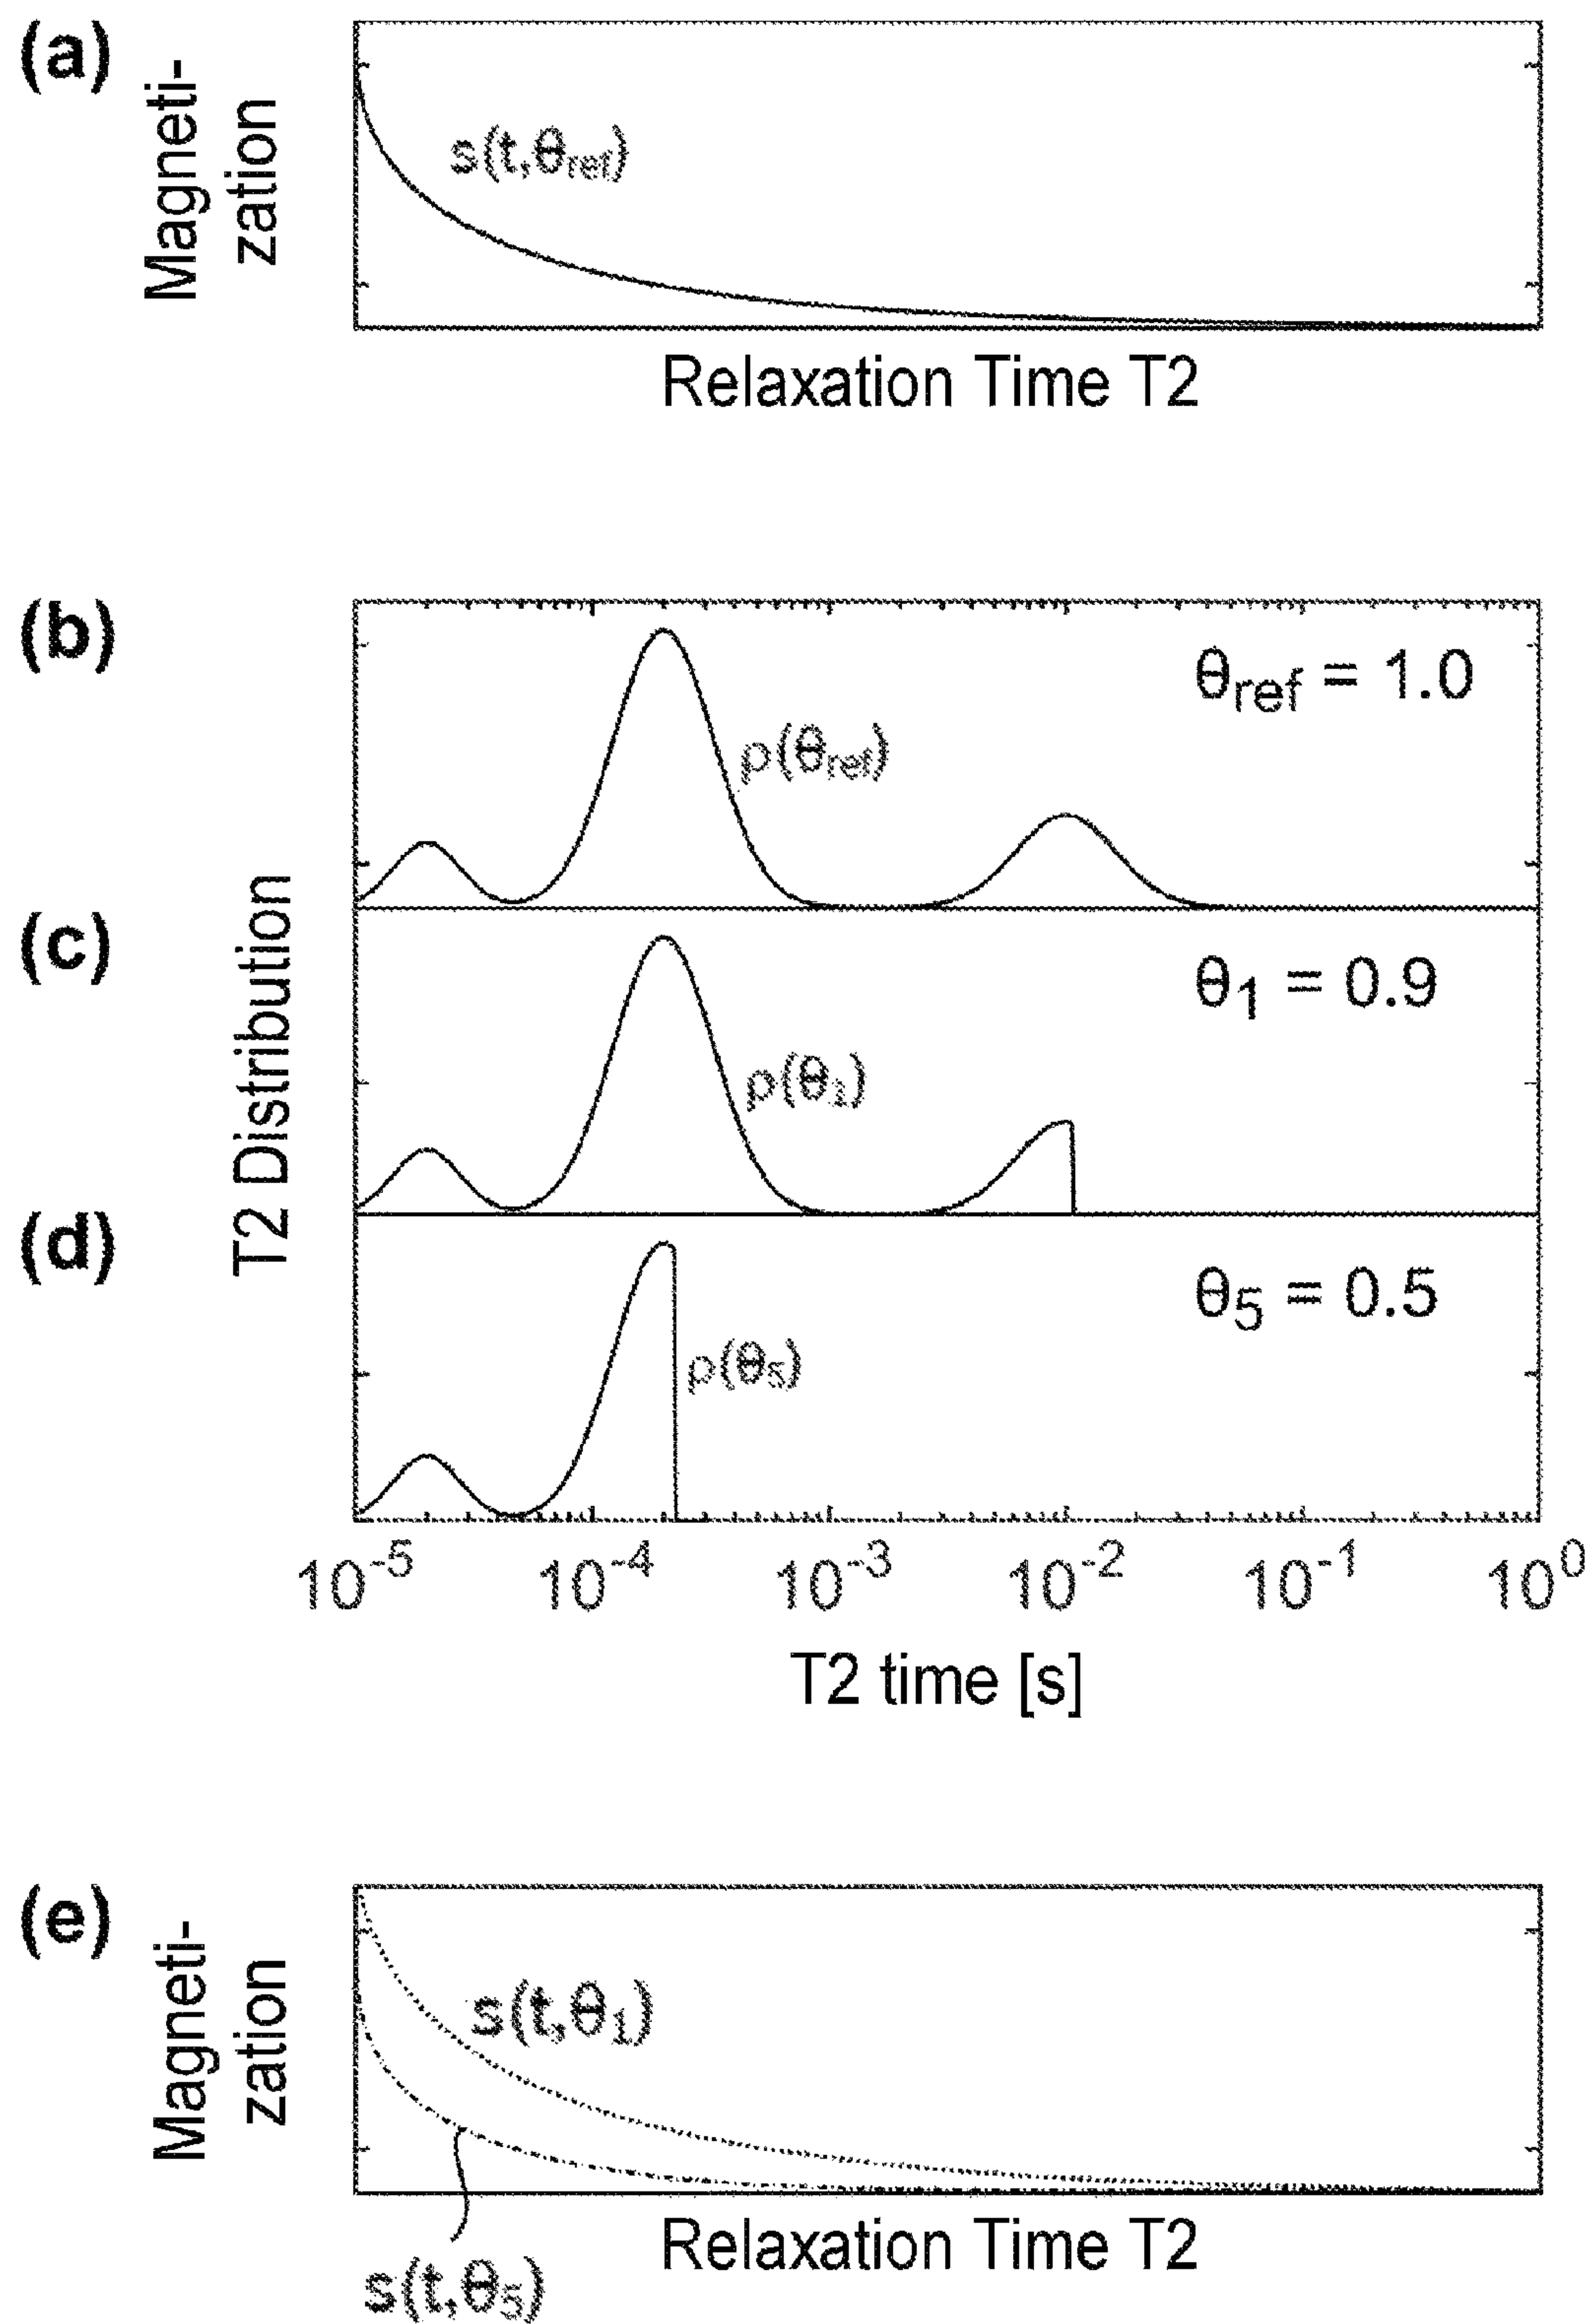 (a)
Magneti-
zation
s(t,θref)
Relaxation Time T2
(b)
θref = 1.0
ρ(θref)
T2 Distribution
(c)
θ1 = 0.9
ρ(θ1)
(d)
θ5 = 0.5
ρ(θ5)
10-5 10-4 10-3 10-2 10-1 100
T2 time [s]
(e)
Magneti-
zation
s(t,θ1)
Relaxation Time T2
s(t,θ5)